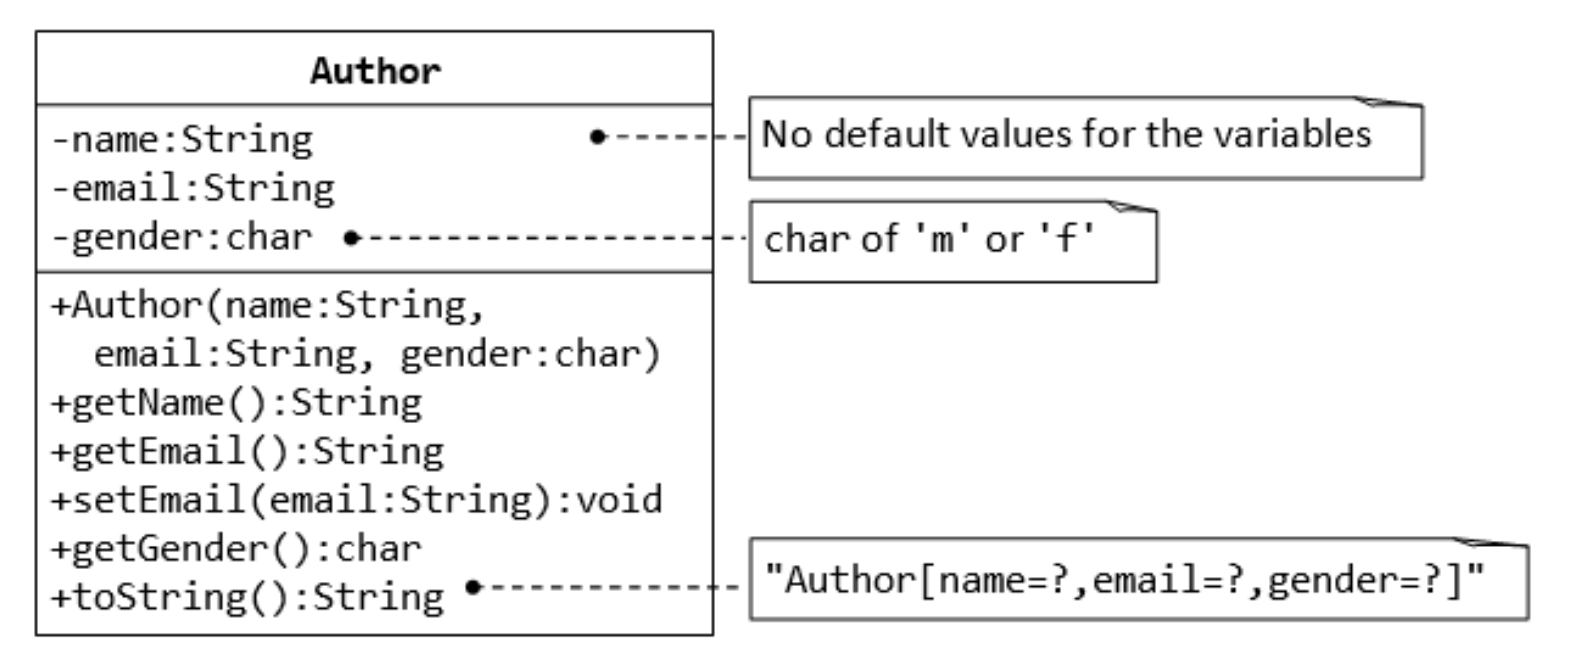 Author
-name:String
-email:String
-gender:char
+Author(name:String,
email:String, gender:char)
+getName():String
+getEmail():String
+setEmail(email:String):void
+getGender():char
+toString():String
No default values for the variables
char of 'm' or 'f'
"Author[name=?,email=?,gender=?]"